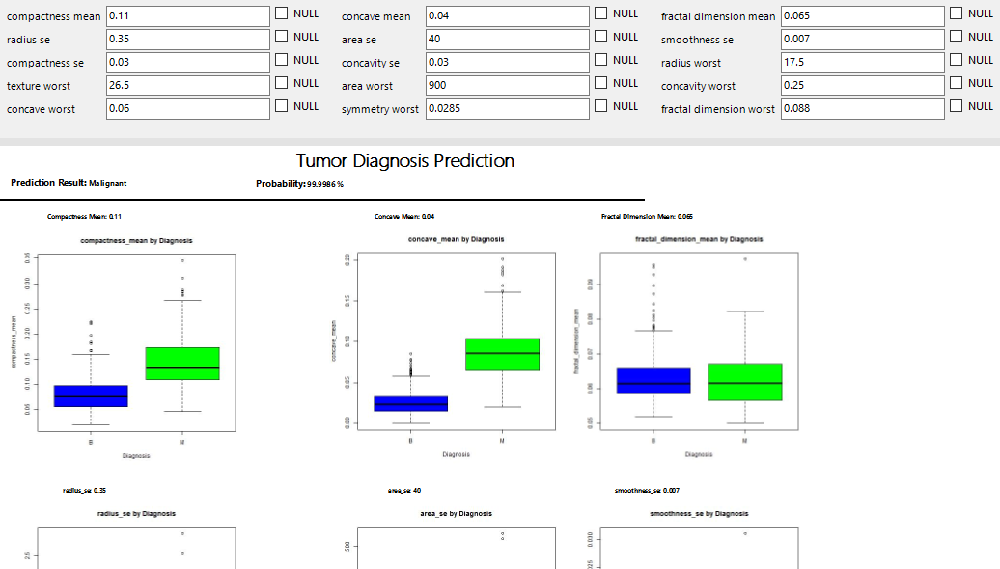 compactness mean 0.11 NULL concave mean 0.04 NULL fractal dimension mean 0.065 NULL
radius se 0.35 NULL area se 40 NULL smoothness se 0.007 NULL
compactness se 0.03 NULL concavity se 0.03 NULL radius worst 17.5 NULL
texture worst 26.5 NULL area worst 900 NULL concavity worst 0.25 NULL
concave worst 0.06 NULL symmetry worst 0.0285 NULL fractal dimension worst 0.088 NULL
Tumor Diagnosis Prediction
Prediction Result: Malignant Probability: 99.9986 %
Compactness Mean: 0.11 Concave Mean: 0.04 Fractal Dimension Mean: 0.065
compactness_mean by Diagnosis
compactness_mean
0.35
0.30
0.25
0.20
0.15
0.10
0.05
B M
Diagnosis
concave_mean by Diagnosis
concave_mean
0.20
0.15
0.10
0.05
0.00
B M
Diagnosis
fractal_dimension_mean by Diagnosis
fractal_dimension_mean
0.09
0.08
0.07
0.06
0.05
B M
Diagnosis
radius_se: 0.35 area_se: 40 smoothness_se: 0.007
radius_se by Diagnosis
2.5
area_se by Diagnosis
500
smoothness_se by Diagnosis
0.030